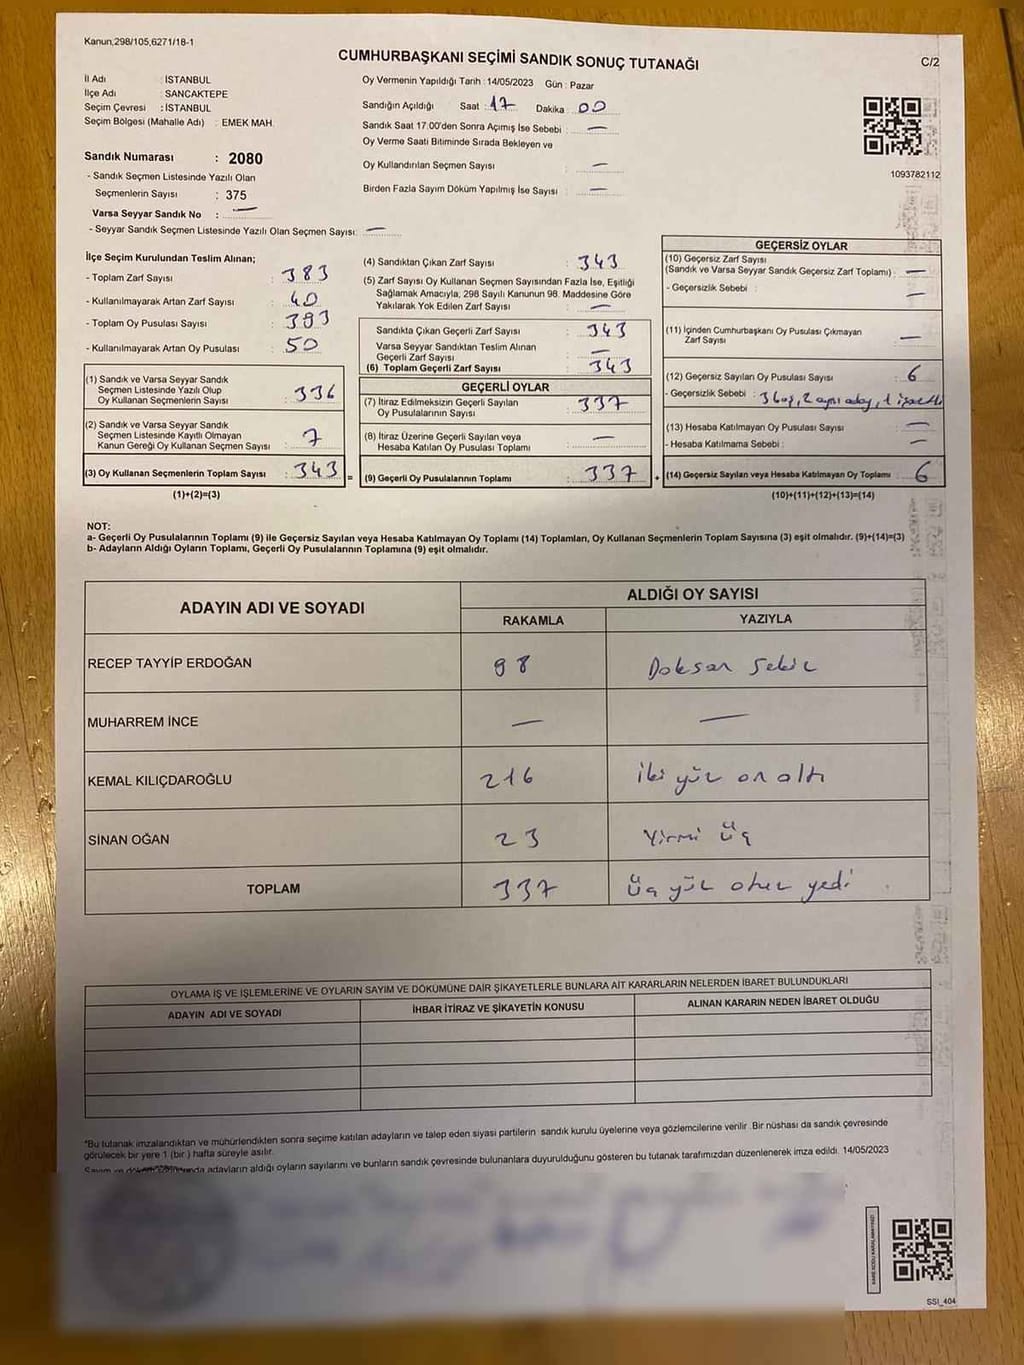 Kanun,298/105,6271/18-1
CUMHURBAŞKANI SEÇİMİ SANDIK SONUÇ TUTANAĞI
C/2
İl Adı : İSTANBUL
İlçe Adı : SANCAKTEPE
Seçim Çevresi : İSTANBUL
Seçim Bölgesi (Mahalle Adı) : EMEK MAH.
Sandık Numarası : 2080
- Sandık Seçmen Listesinde Yazılı Olan
Seçmenlerin Sayısı : 375
Varsa Seyyar Sandık No : —
- Seyyar Sandık Seçmen Listesinde Yazılı Olan Seçmen Sayısı: —
Oy Vermenin Yapıldığı Tarih : 14/05/2023 Gün : Pazar
Sandığın Açıldığı Saat : 17 Dakika : 00
Sandık Saat 17.00'den Sonra Açılmış İse Sebebi : —
Oy Verme Saati Bitiminde Sırada Bekleyen ve
Oy Kullandırılan Seçmen Sayısı : —
Birden Fazla Sayım Döküm Yapılmış İse Sayısı : —
1093782112
İlçe Seçim Kurulundan Teslim Alınan;
- Toplam Zarf Sayısı : 383
- Kullanılmayarak Artan Zarf Sayısı : 40
- Toplam Oy Pusulası Sayısı : 393
- Kullanılmayarak Artan Oy Pusulası : 50
(1) Sandık ve Varsa Seyyar Sandık
Seçmen Listesinde Yazılı Olup
Oy Kullanan Seçmenlerin Sayısı : 336
(2) Sandık ve Varsa Seyyar Sandık
Seçmen Listesinde Kayıtlı Olmayan
Kanun Gereği Oy Kullanan Seçmen Sayısı : 7
(3) Oy Kullanan Seçmenlerin Toplam Sayısı : 343
(1)+(2)=(3)
=
(4) Sandıktan Çıkan Zarf Sayısı : 343
(5) Zarf Sayısı Oy Kullanan Seçmen Sayısından Fazla İse, Eşitliği
Sağlamak Amacıyla, 298 Sayılı Kanunun 98. Maddesine Göre
Yakılarak Yok Edilen Zarf Sayısı : —
Sandıkta Çıkan Geçerli Zarf Sayısı : 343
Varsa Seyyar Sandıktan Teslim Alınan
Geçerli Zarf Sayısı : —
(6) Toplam Geçerli Zarf Sayısı : 343
GEÇERLİ OYLAR
(7) İtiraz Edilmeksizin Geçerli Sayılan
Oy Pusulalarının Sayısı : 337
(8) İtiraz Üzerine Geçerli Sayılan veya
Hesaba Katılan Oy Pusulası Toplamı : —
(9) Geçerli Oy Pusulalarının Toplamı : 337
+
GEÇERSİZ OYLAR
(10) Geçersiz Zarf Sayısı
(Sandık ve Varsa Seyyar Sandık Geçersiz Zarf Toplamı) : —
- Geçersizlik Sebebi : —
(11) İçinden Cumhurbaşkanı Oy Pusulası Çıkmayan
Zarf Sayısı : —
(12) Geçersiz Sayılan Oy Pusulası Sayısı : 6
- Geçersizlik Sebebi : 3 boş, 2 ayrı aday, 1 işaretli
(13) Hesaba Katılmayan Oy Pusulası Sayısı : —
- Hesaba Katılmama Sebebi : —
(14) Geçersiz Sayılan veya Hesaba Katılmayan Oy Toplamı : 6
(10)+(11)+(12)+(13)=(14)
NOT:
a- Geçerli Oy Pusulalarının Toplamı (9) ile Geçersiz Sayılan veya Hesaba Katılmayan Oy Toplamı (14) Toplamları, Oy Kullanan Seçmenlerin Toplam Sayısına (3) eşit olmalıdır. (9)+(14)=(3)
b- Adayların Aldığı Oyların Toplamı, Geçerli Oy Pusulalarının Toplamına (9) eşit olmalıdır.
ADAYIN ADI VE SOYADI
ALDIĞI OY SAYISI
RAKAMLA YAZIYLA
RECEP TAYYİP ERDOĞAN 98 Doksan sekiz
MUHARREM İNCE — —
KEMAL KILIÇDAROĞLU 216 iki yüz on altı
SİNAN OĞAN 23 Yirmi üç
TOPLAM 337 üç yüz otuz yedi
OYLAMA İŞ VE İŞLEMLERİNE VE OYLARIN SAYIM VE DÖKÜMÜNE DAİR ŞİKAYETLERLE BUNLARA AİT KARARLARIN NELERDEN İBARET BULUNDUKLARI
ADAYIN ADI VE SOYADI İHBAR İTİRAZ VE ŞİKAYETİN KONUSU ALINAN KARARIN NEDEN İBARET OLDUĞU
*Bu tutanak imzalandıktan ve mühürlendikten sonra seçime katılan adayların ve talep eden siyasi partilerin sandık kurulu üyelerine veya gözlemcilerine verilir. Bir nüshası da sandık çevresinde
görülecek bir yere 1 (bir) hafta süreyle asılır.
Sayım ve adayların aldığı oyların sayılarını ve bunların sandık çevresinde bulunanlara duyurulduğunu gösteren bu tutanak tarafımızdan düzenlenerek imza edildi. 14/05/2023
SSI_404